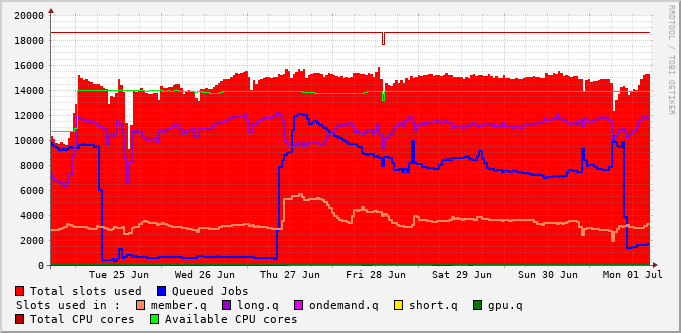 20000
18000
16000
14000
12000
10000
8000
6000
4000
2000
0
Tue 25 Jun Wed 26 Jun Thu 27 Jun Fri 28 Jun Sat 29 Jun Sun 30 Jun Mon 01 Jul
RRDTOOL / TOBI OETIKER
Total slots used Queued Jobs
Slots used in : member.q long.q ondemand.q short.q gpu.q
Total CPU cores Available CPU cores